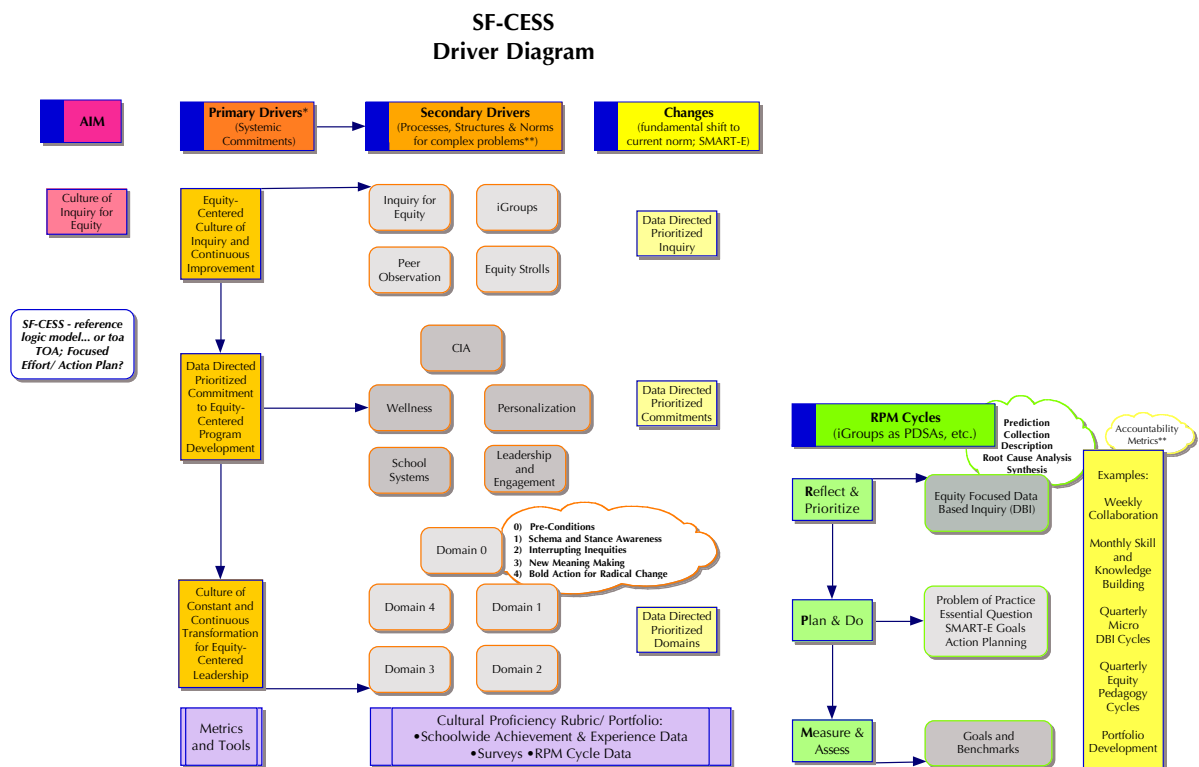 SF-CESS
Driver Diagram
AIM
Primary Drivers*
(Systemic
Commitments)
Secondary Drivers
(Processes, Structures & Norms
for complex problems**)
Changes
(fundamental shift to
current norm; SMART-E)
Culture of
Inquiry for
Equity
Equity-
Centered
Culture of
Inquiry and
Continuous
Improvement
Inquiry for
Equity
iGroups
Peer
Observation
Equity Strolls
Data Directed
Prioritized
Inquiry
SF-CESS - reference
logic model... or toa
TOA; Focused
Effort/ Action Plan?
Data Directed
Prioritized
Commitment
to Equity-
Centered
Program
Development
CIA
Wellness
Personalization
School
Systems
Leadership
and
Engagement
Data Directed
Prioritized
Commitments
Domain 0
0) Pre-Conditions
1) Schema and Stance Awareness
2) Interrupting Inequities
3) New Meaning Making
4) Bold Action for Radical Change
Culture of
Constant and
Continuous
Transformation
for Equity-
Centered
Leadership
Domain 4
Domain 1
Domain 3
Domain 2
Data Directed
Prioritized
Domains
Metrics
and Tools
Cultural Proficiency Rubric/ Portfolio:
•Schoolwide Achievement & Experience Data
•Surveys •RPM Cycle Data
RPM Cycles
(iGroups as PDSAs, etc.)
Prediction
Collection
Description
Root Cause Analysis
Synthesis
Accountability
Metrics**
Reflect &
Prioritize
Equity Focused Data
Based Inquiry (DBI)
Plan & Do
Problem of Practice
Essential Question
SMART-E Goals
Action Planning
Measure &
Assess
Goals and
Benchmarks
Examples:
Weekly
Collaboration
Monthly Skill
and
Knowledge
Building
Quarterly
Micro
DBI Cycles
Quarterly
Equity
Pedagogy
Cycles
Portfolio
Development